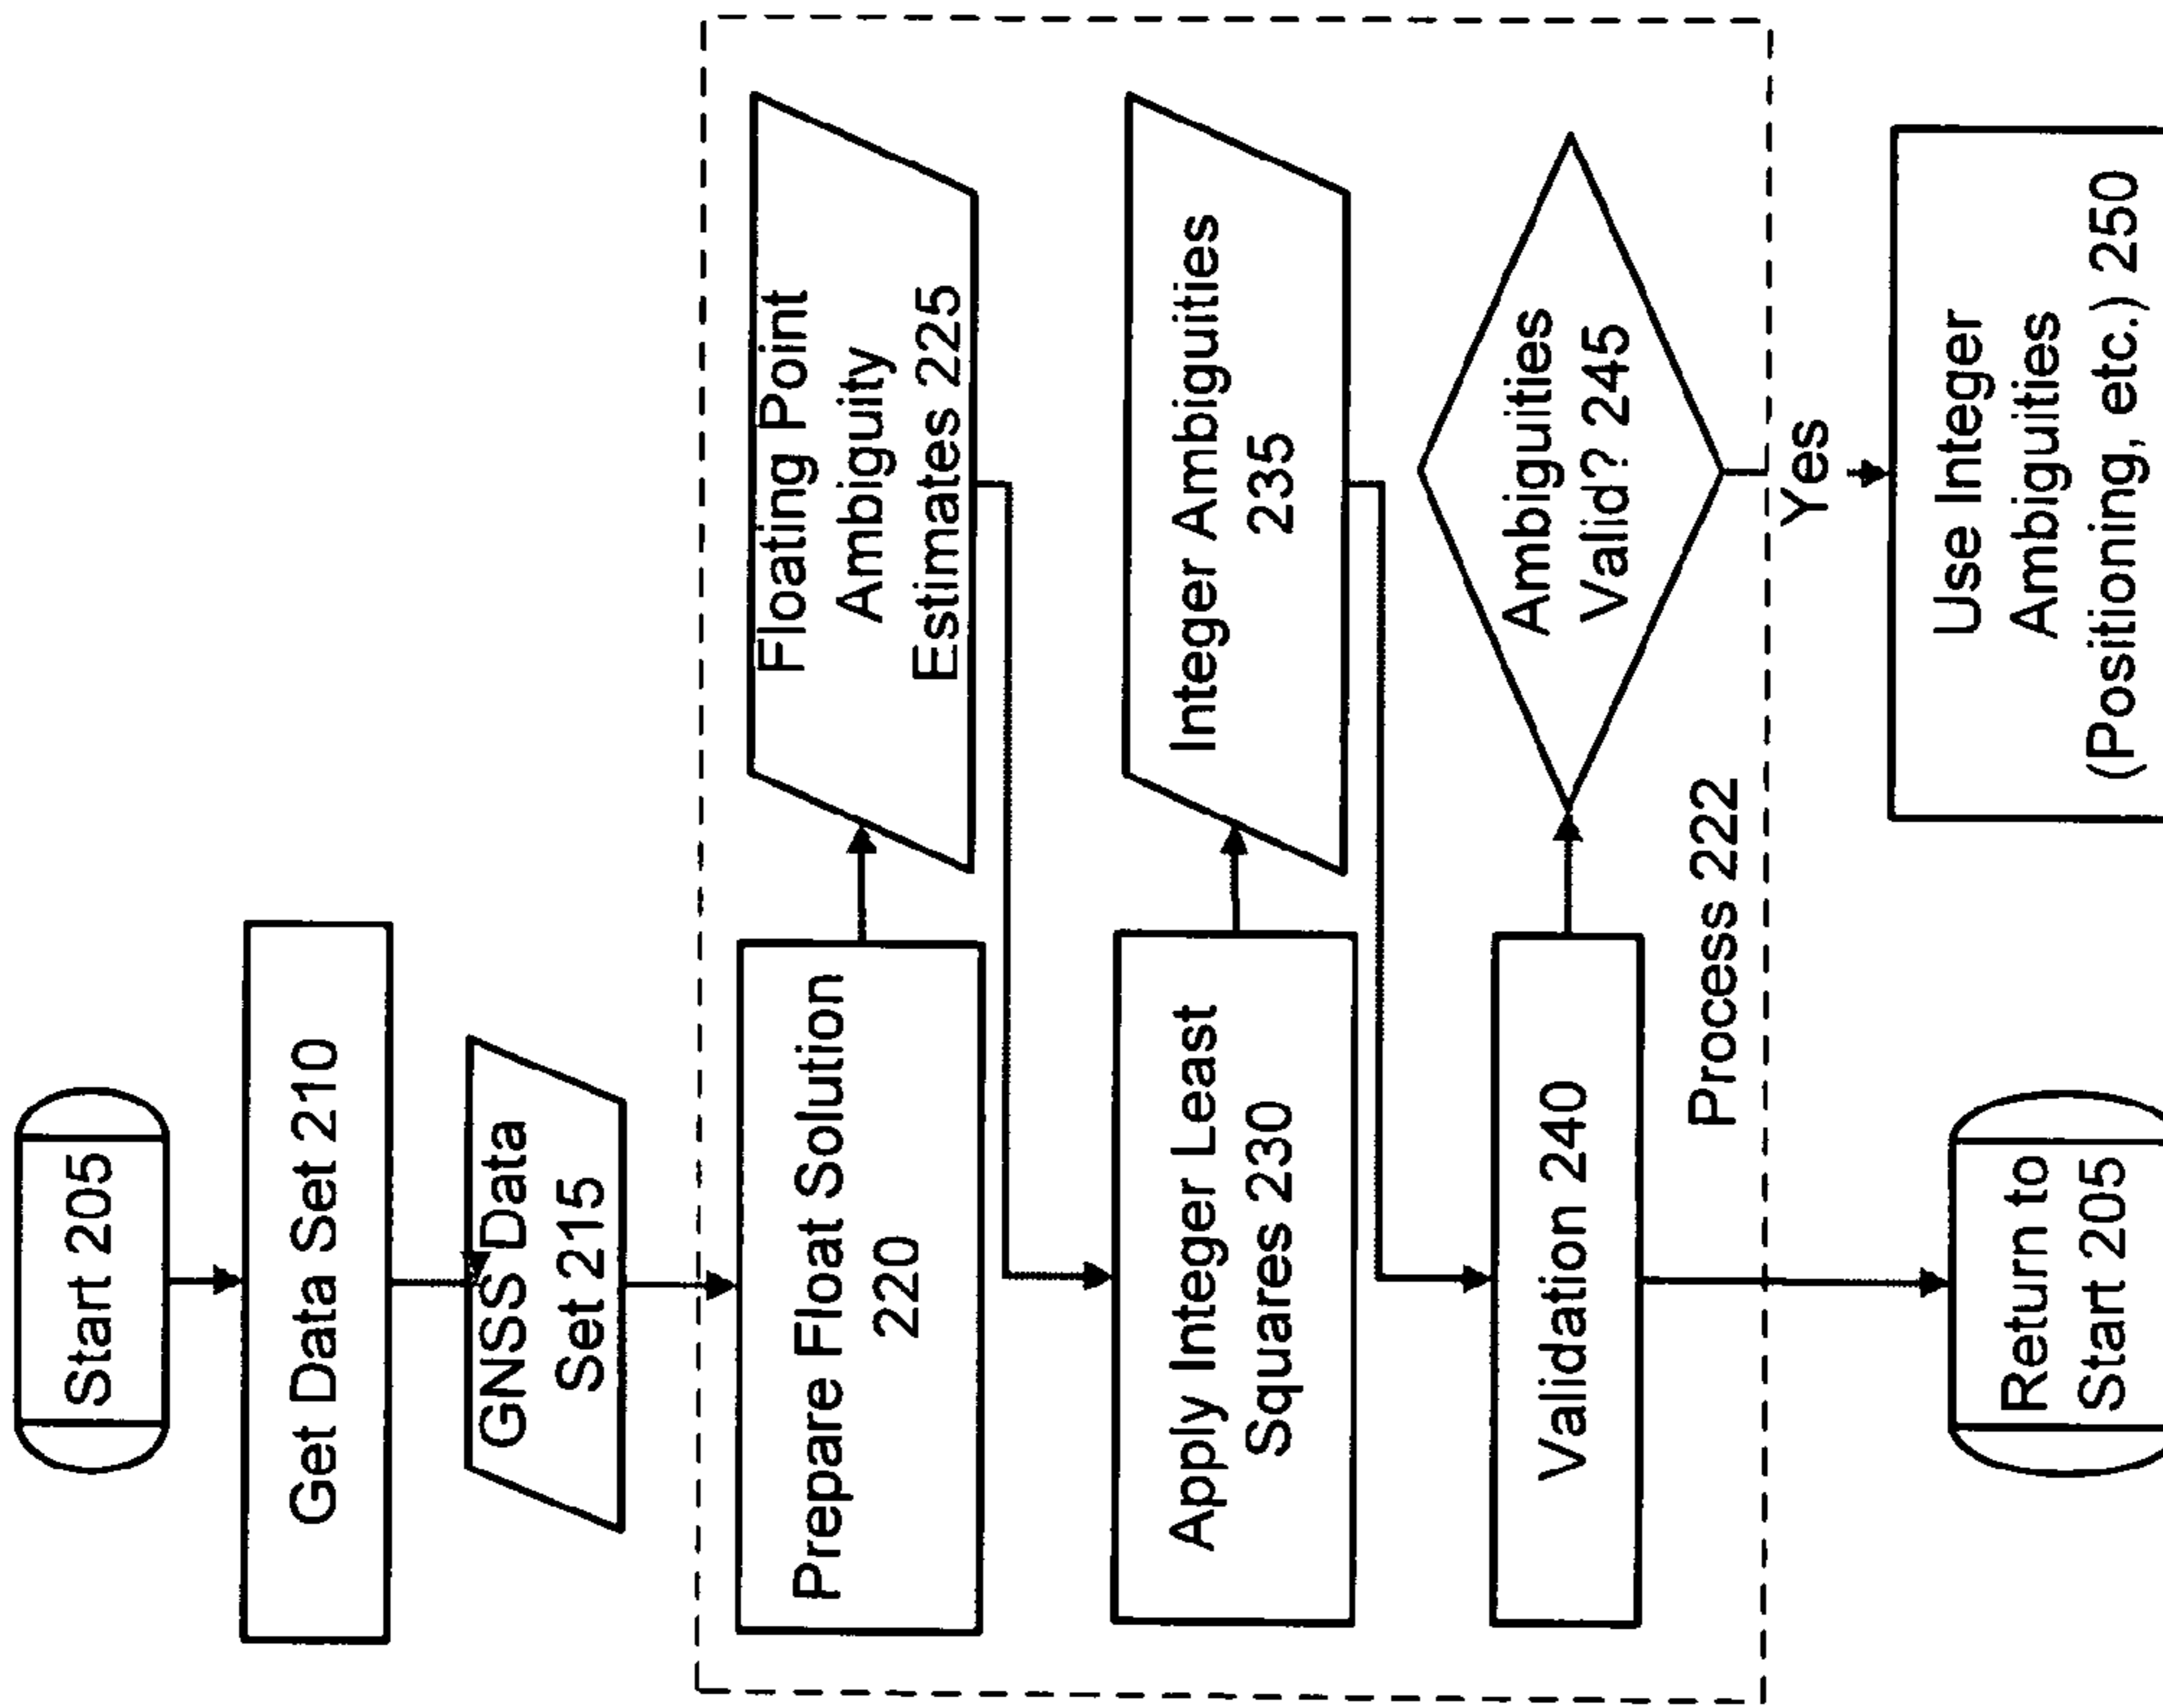 Start 205
Get Data Set 210
GNSS Data
Set 215
Prepare Float Solution
220
Floating Point
Ambiguity
Estimates 225
Apply Integer Least
Squares 230
Integer Ambiguities
235
Validation 240
Ambiguities
Valid? 245
Process 222
Yes
Return to
Start 205
Use Integer
Ambiguities
(Positioning, etc.) 250